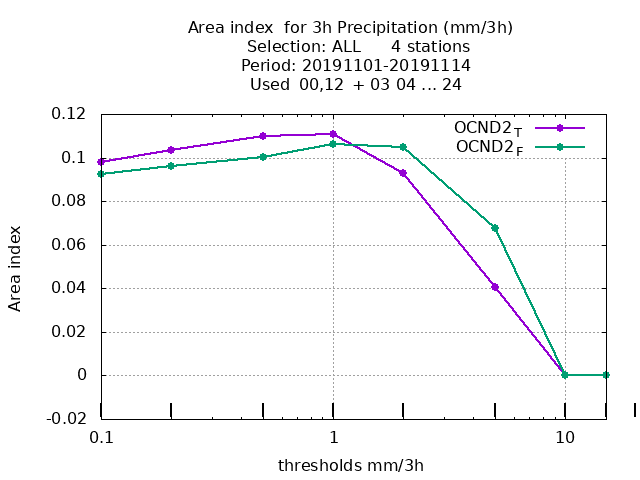 Area index  for 3h Precipitation (mm/3h)
Selection: ALL      4 stations
Period: 20191101-20191114
Used  00,12  + 03 04 ... 24
OCND2_T
OCND2_F
0.12
0.1
0.08
0.06
0.04
0.02
0
-0.02
Area index
0.1 1 10
thresholds mm/3h